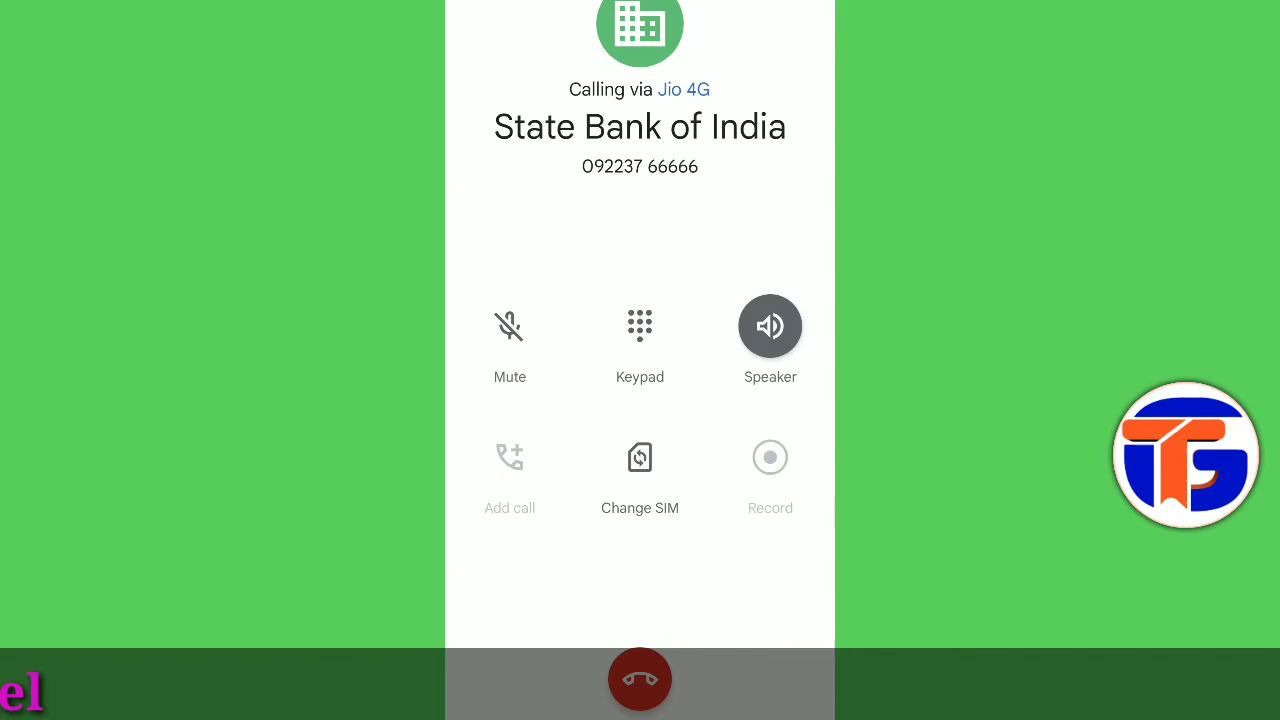 Calling via Jio 4G
State Bank of India
092237 66666
Mute
Keypad
Speaker
Add call
Change SIM
Record
TG
el